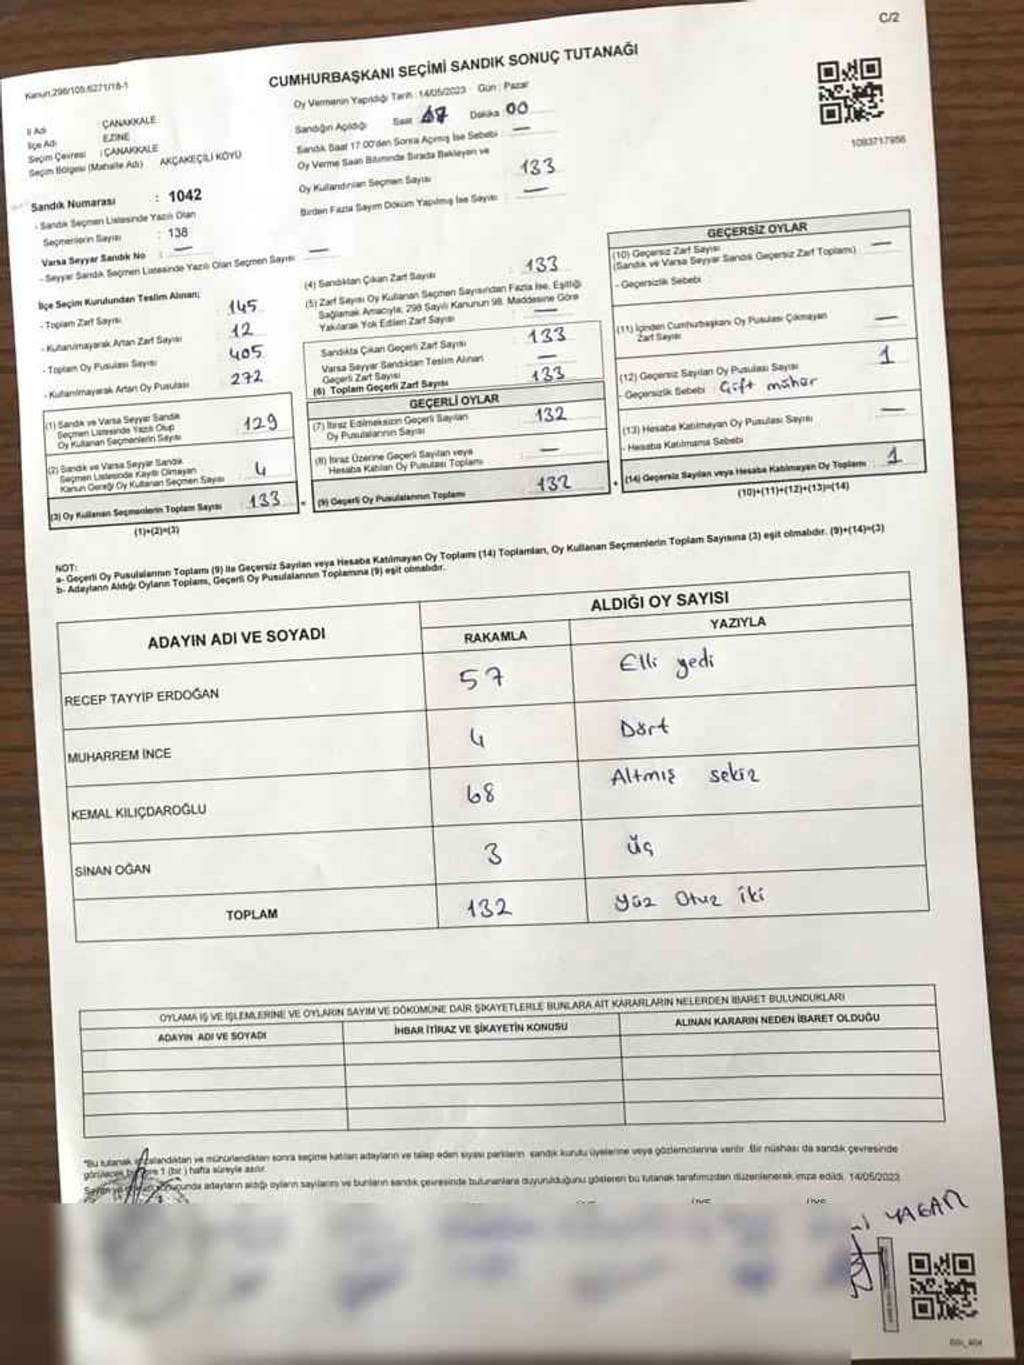 C/2
Kanun:298/105,6271/18-1
CUMHURBAŞKANI SEÇİMİ SANDIK SONUÇ TUTANAĞI
Oy Vermenin Yapıldığı Tarih :14/05/2023 Gün : Pazar
İl Adı ÇANAKKALE
İlçe Adı EZİNE
Seçim Çevresi : ÇANAKKALE
Seçim Bölgesi (Mahalle Adı) AKÇAKEÇİLİ KÖYÜ
Sandığın Açıldığı Saat 17 Dakika 00
Sandık Saat 17.00'den Sonra Açılmış İse Sebebi —
Oy Verme Saati Bitiminde Sırada Bekleyen ve
Oy Kullandırılan Seçmen Sayısı 133
Birden Fazla Sayım Döküm Yapılmış İse Sayısı —
1093717956
Sandık Numarası : 1042
- Sandık Seçmen Listesinde Yazılı Olan
Seçmenlerin Sayısı : 138
Varsa Seyyar Sandık No : —
- Seyyar Sandık Seçmen Listesinde Yazılı Olan Seçmen Sayısı —
İlçe Seçim Kurulundan Teslim Alınan;
- Toplam Zarf Sayısı 145
- Kullanılmayarak Artan Zarf Sayısı 12
- Toplam Oy Pusulası Sayısı 405
- Kullanılmayarak Artan Oy Pusulası 272
(1) Sandık ve Varsa Seyyar Sandık
Seçmen Listesinde Yazılı Olup
Oy Kullanan Seçmenlerin Sayısı 129
(2) Sandık ve Varsa Seyyar Sandık
Seçmen Listesinde Kayıtlı Olmayan
Kanun Gereği Oy Kullanan Seçmen Sayısı 4
(3) Oy Kullanan Seçmenlerin Toplam Sayısı : 133
(1)+(2)=(3)
(4) Sandıktan Çıkan Zarf Sayısı : 133
(5) Zarf Sayısı Oy Kullanan Seçmen Sayısından Fazla İse, Eşitliği
Sağlamak Amacıyla; 298 Sayılı Kanunun 98. Maddesine Göre
Yakılarak Yok Edilen Zarf Sayısı —
Sandıkta Çıkan Geçerli Zarf Sayısı 133
Varsa Seyyar Sandıktan Teslim Alınan
Geçerli Zarf Sayısı —
(6) Toplam Geçerli Zarf Sayısı 133
GEÇERLİ OYLAR
(7) İtiraz Edilmeksizin Geçerli Sayılan
Oy Pusulalarının Sayısı 132
(8) İtiraz Üzerine Geçerli Sayılan veya
Hesaba Katılan Oy Pusulası Toplamı —
(9) Geçerli Oy Pusulalarının Toplamı 132
GEÇERSİZ OYLAR
(10) Geçersiz Zarf Sayısı
(Sandık ve Varsa Seyyar Sandık Geçersiz Zarf Toplamı) —
- Geçersizlik Sebebi
(11) İçinden Cumhurbaşkanı Oy Pusulası Çıkmayan
Zarf Sayısı —
(12) Geçersiz Sayılan Oy Pusulası Sayısı 1
- Geçersizlik Sebebi Çift mühür
(13) Hesaba Katılmayan Oy Pusulası Sayısı —
- Hesaba Katılmama Sebebi
(14) Geçersiz Sayılan veya Hesaba Katılmayan Oy Toplamı 1
(10)+(11)+(12)+(13)=(14)
NOT:
a- Geçerli Oy Pusulalarının Toplamı (9) ile Geçersiz Sayılan veya Hesaba Katılmayan Oy Toplamı (14) Toplamları, Oy Kullanan Seçmenlerin Toplam Sayısına (3) eşit olmalıdır. (9)+(14)=(3)
b- Adayların Aldığı Oyların Toplamı, Geçerli Oy Pusulalarının Toplamına (9) eşit olmalıdır.
ADAYIN ADI VE SOYADI ALDIĞI OY SAYISI
RAKAMLA YAZIYLA
RECEP TAYYİP ERDOĞAN 57 Elli yedi
MUHARREM İNCE 4 Dört
KEMAL KILIÇDAROĞLU 68 Altmış sekiz
SİNAN OĞAN 3 Üç
TOPLAM 132 Yüz Otuz iki
OYLAMA İŞ VE İŞLEMLERİNE VE OYLARIN SAYIM VE DÖKÜMÜNE DAİR ŞİKAYETLERLE BUNLARA AİT KARARLARIN NELERDEN İBARET BULUNDUKLARI
ADAYIN ADI VE SOYADI İHBAR İTİRAZ VE ŞİKAYETİN KONUSU ALINAN KARARIN NEDEN İBARET OLDUĞU
"Bu tutanak imzalandıktan ve mühürlendikten sonra seçime katılan adayların ve talep eden siyasi partilerin sandık kurulu üyelerine veya gözlemcilerine verilir. Bir nüshası da sandık çevresinde
görülecek bir yere 1 (bir) hafta süreyle asılır.
Sayım ve sonucunda adayların aldığı oyların sayılarını ve bunların sandık çevresinde bulunanlara duyurulduğunu gösteren bu tutanak tarafımızdan düzenlenerek imza edildi. 14/05/2023
YAĞAN